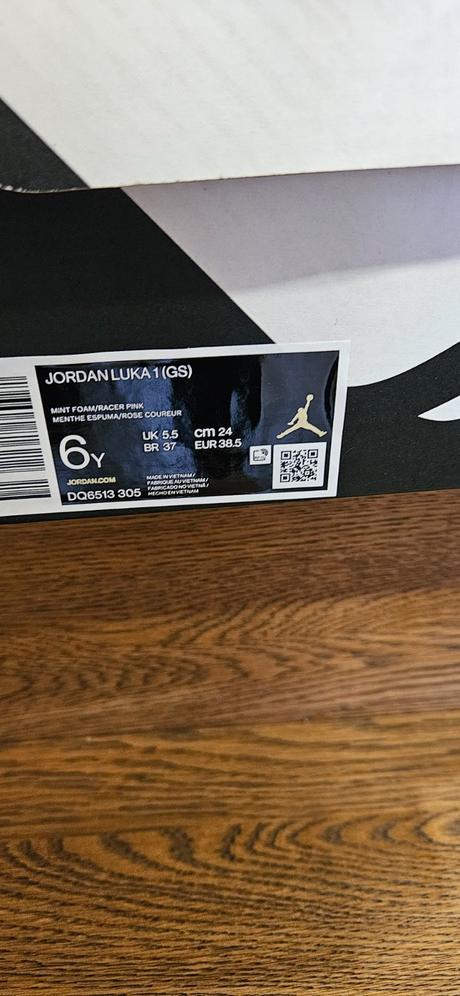 JORDAN LUKA 1 (GS)
MINT FOAM/RACER PINK
MENTHE ESPUMA/ROSE COUREUR
6Y
UK 5.5
cm 24
BR 37
EUR 38.5
JORDAN.COM
DQ6513 305
MADE IN VIETNAM/
FABRIQUE AU VIETNAM/
FABRICADO NO VIETNÃ/
HECHO EN VIETNAM